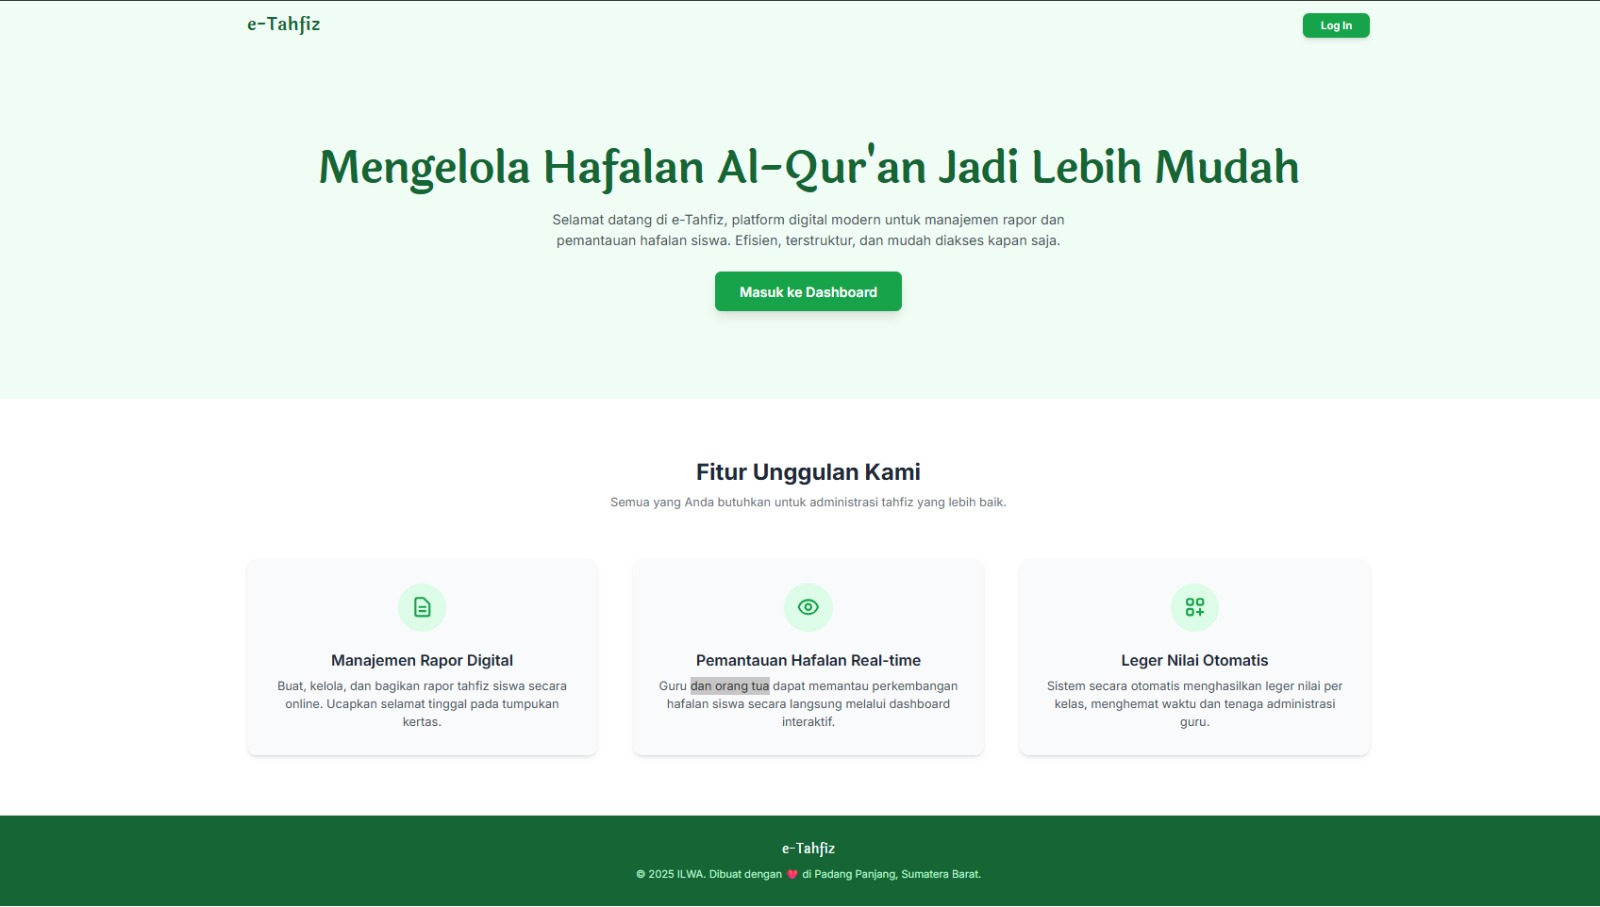 e-Tahfiz
Log In
Mengelola Hafalan Al-Qur'an Jadi Lebih Mudah
Selamat datang di e-Tahfiz, platform digital modern untuk manajemen rapor dan
pemantauan hafalan siswa. Efisien, terstruktur, dan mudah diakses kapan saja.
Masuk ke Dashboard
Fitur Unggulan Kami
Semua yang Anda butuhkan untuk administrasi tahfiz yang lebih baik.
Manajemen Rapor Digital
Buat, kelola, dan bagikan rapor tahfiz siswa secara
online. Ucapkan selamat tinggal pada tumpukan
kertas.
Pemantauan Hafalan Real-time
Guru dan orang tua dapat memantau perkembangan
hafalan siswa secara langsung melalui dashboard
interaktif.
Leger Nilai Otomatis
Sistem secara otomatis menghasilkan leger nilai per
kelas, menghemat waktu dan tenaga administrasi
guru.
e-Tahfiz
© 2025 ILWA. Dibuat dengan ❤️ di Padang Panjang, Sumatera Barat.